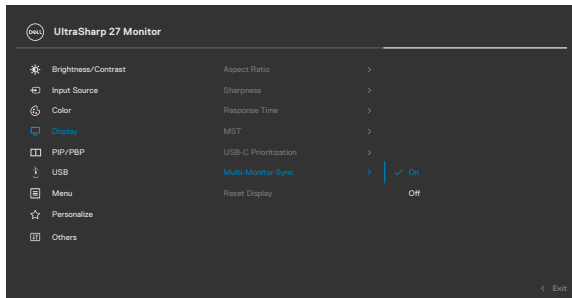 DELL UltraSharp 27 Monitor
Brightness/Contrast Aspect Ratio >
Input Source Sharpness >
Color Response Time >
Display MST >
PIP/PBP USB-C Prioritization >
USB Multi-Monitor Sync > ✓ On
Menu Reset Display Off
Personalize
Others
< Exit